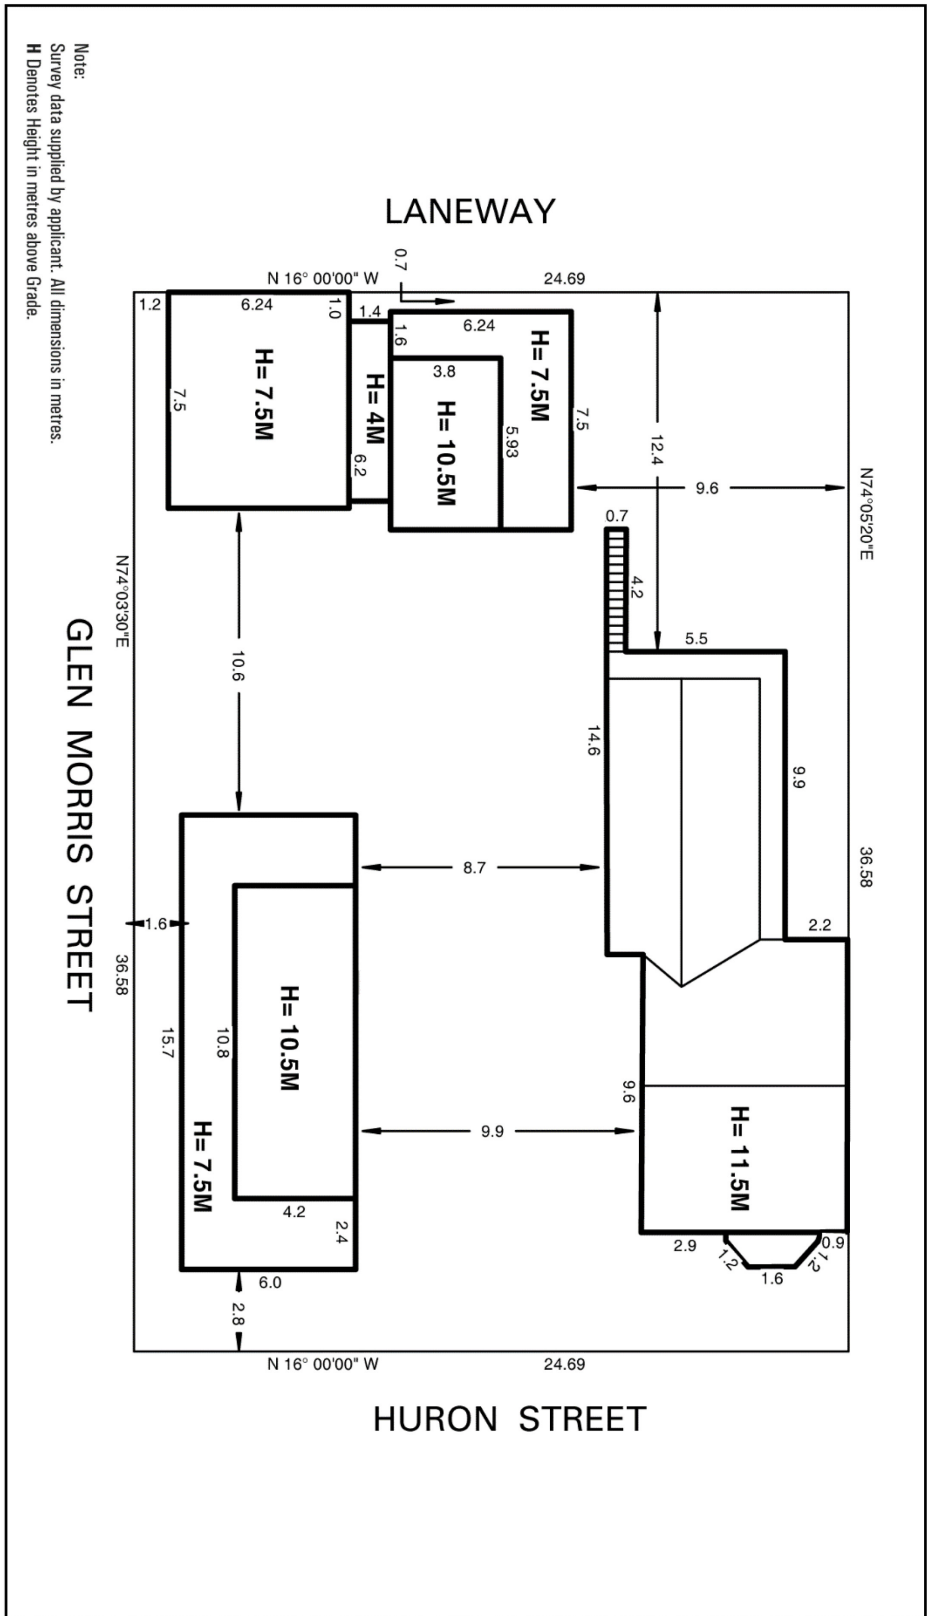 Note:
Survey data supplied by applicant. All dimensions in metres.
H Denotes Height in metres above Grade.
LANEWAY
N 16° 00'00" W
24.69
0.7
1.2
6.24
1.0
1.4
1.6
6.24
H= 7.5M
7.5
H= 4M
6.2
3.8
H= 10.5M
5.93
H= 7.5M
7.5
12.4
9.6
N74°05'20"E
0.7
4.2
5.5
N74°03'30"E
10.6
GLEN MORRIS STREET
14.6
9.9
36.58
8.7
2.2
1.6
36.58
15.7
10.8
H= 10.5M
H= 7.5M
9.6
9.9
H= 11.5M
4.2
2.4
6.0
2.8
2.9
1.2
1.6
1.2
0.9
N 16° 00'00" W
24.69
HURON STREET